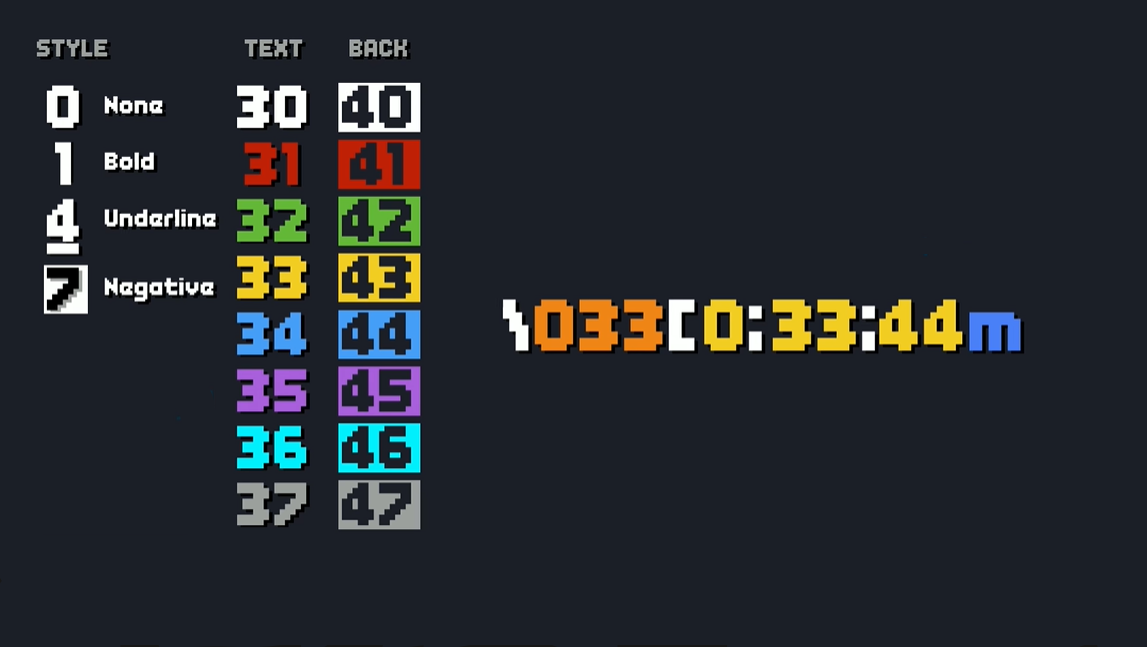 STYLE TEXT BACK
0 None 30 40
1 Bold 31 41
4 Underline 32 42
7 Negative 33 43
34 44
\033[0:33:44m
35 45
36 46
37 47